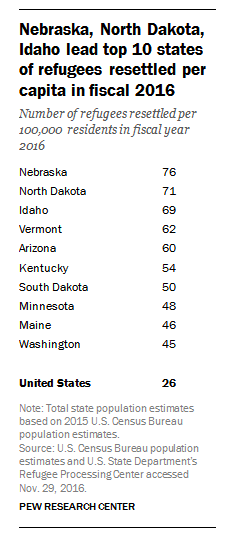 Nebraska, North Dakota,
Idaho lead top 10 states
of refugees resettled per
capita in fiscal 2016
Number of refugees resettled per
100,000 residents in fiscal year
2016
Nebraska 76
North Dakota 71
Idaho 69
Vermont 62
Arizona 60
Kentucky 54
South Dakota 50
Minnesota 48
Maine 46
Washington 45
United States 26
Note: Total state population estimates
based on 2015 U.S. Census Bureau
population estimates.
Source: U.S. Census Bureau population
estimates and U.S. State Department's
Refugee Processing Center accessed
Nov. 29, 2016.
PEW RESEARCH CENTER